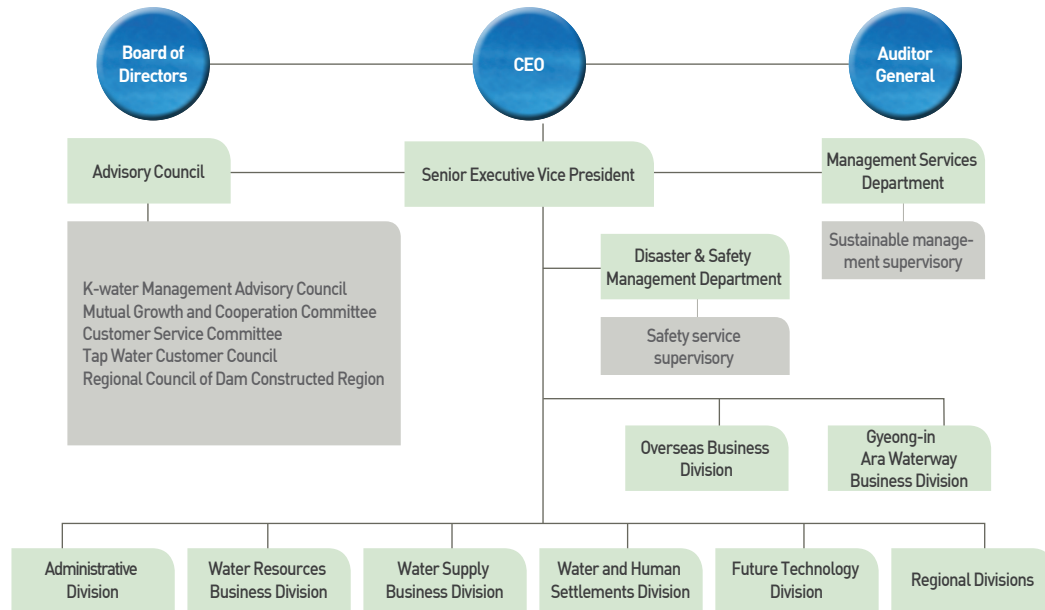 Board of
Directors
CEO
Auditor
General
Advisory Council
Senior Executive Vice President
Management Services
Department
K-water Management Advisory Council
Mutual Growth and Cooperation Committee
Customer Service Committee
Tap Water Customer Council
Regional Council of Dam Constructed Region
Sustainable manage-
ment supervisory
Disaster & Safety
Management Department
Safety service
supervisory
Overseas Business
Division
Gyeong-in
Ara Waterway
Business Division
Administrative
Division
Water Resources
Business Division
Water Supply
Business Division
Water and Human
Settlements Division
Future Technology
Division
Regional Divisions